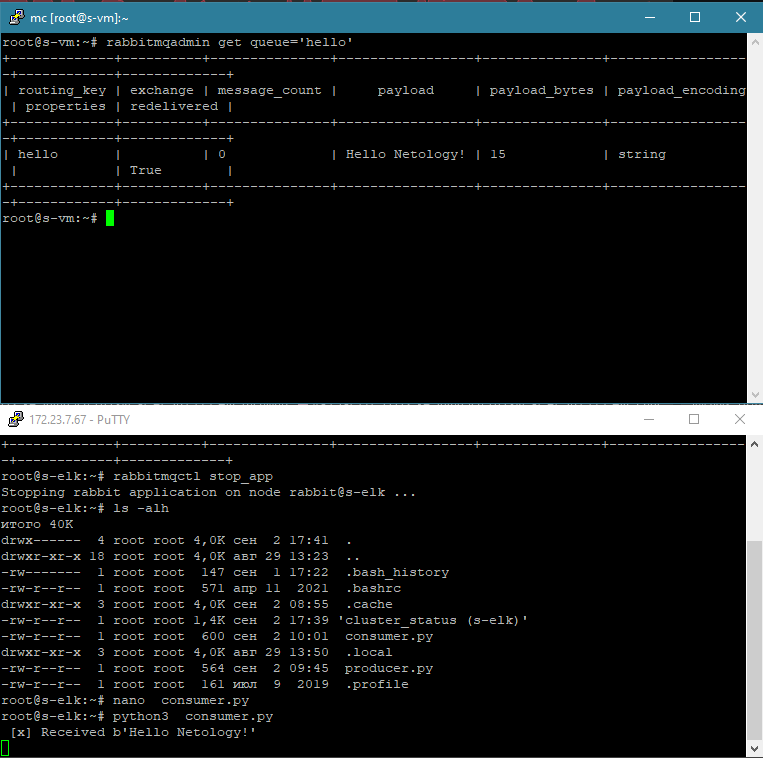 mc [root@s-vm]:~
root@s-vm:~# rabbitmqadmin get queue='hello'
+-------------+----------+---------------+-----------------+---------------+-----------------
-+------------+-------------+
| routing_key | exchange | message_count |     payload     | payload_bytes | payload_encoding
 | properties | redelivered |
+-------------+----------+---------------+-----------------+---------------+-----------------
-+------------+-------------+
| hello       |          | 0             | Hello Netology! | 15            | string
 |            | True        |
+-------------+----------+---------------+-----------------+---------------+-----------------
-+------------+-------------+
root@s-vm:~#
172.23.7.67 - PuTTY
+-------------+----------+---------------+-----------------+---------------+-----------------
-+------------+-------------+
root@s-elk:~# rabbitmqctl stop_app
Stopping rabbit application on node rabbit@s-elk ...
root@s-elk:~# ls -alh
итого 40K
drwx------  4 root root 4,0K сен  2 17:41  .
drwxr-xr-x 18 root root 4,0K авг 29 13:23  ..
-rw-------  1 root root  147 сен  1 17:22  .bash_history
-rw-r--r--  1 root root  571 апр 11  2021  .bashrc
drwxr-xr-x  3 root root 4,0K сен  2 08:55  .cache
-rw-r--r--  1 root root 1,4K сен  2 17:39 'cluster_status (s-elk)'
-rw-r--r--  1 root root  600 сен  2 10:01  consumer.py
drwxr-xr-x  3 root root 4,0K авг 29 13:50  .local
-rw-r--r--  1 root root  564 сен  2 09:45  producer.py
-rw-r--r--  1 root root  161 июл  9  2019  .profile
root@s-elk:~# nano  consumer.py
root@s-elk:~# python3  consumer.py
 [x] Received b'Hello Netology!'